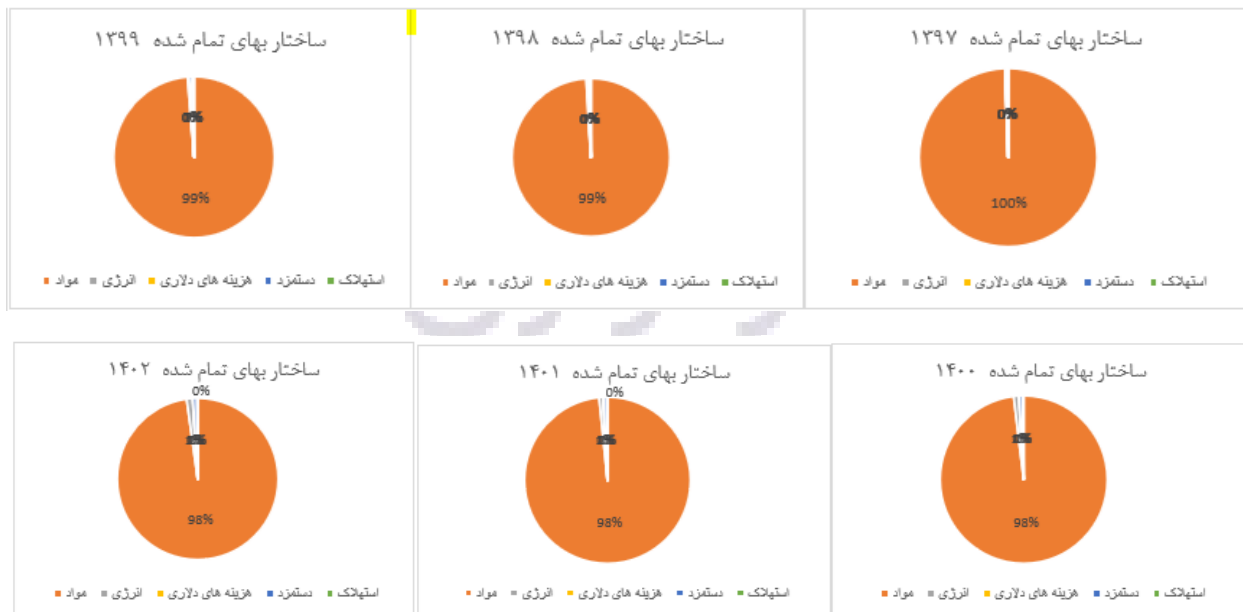 ساختار بهای تمام شده ۱۳۹۷
0%
100%
مواد انرژی هزینه های دلاری دستمزد استهلاک
ساختار بهای تمام شده ۱۳۹۸
0%
99%
مواد انرژی هزینه های دلاری دستمزد استهلاک
ساختار بهای تمام شده ۱۳۹۹
99%
مواد انرژی هزینه های دلاری دستمزد استهلاک
ساختار بهای تمام شده ۱۴۰۰
98%
مواد انرژی هزینه های دلاری دستمزد استهلاک
ساختار بهای تمام شده ۱۴۰۱
0%
98%
مواد انرژی هزینه های دلاری دستمزد استهلاک
ساختار بهای تمام شده ۱۴۰۲
0%
98%
مواد انرژی هزینه های دلاری دستمزد استهلاک